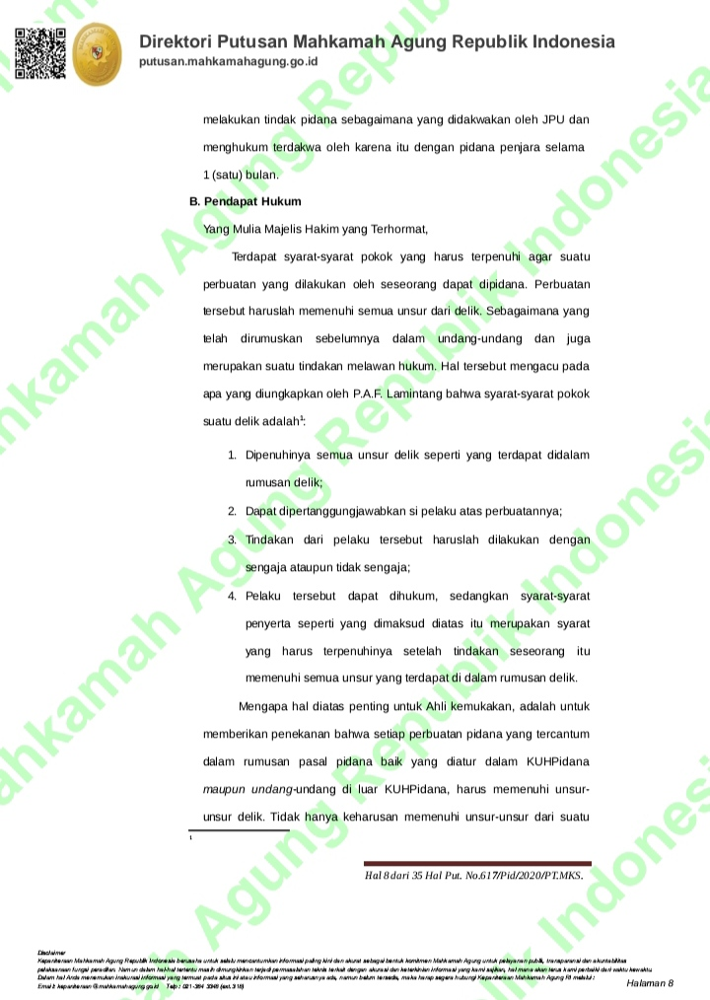 Direktori Putusan Mahkamah Agung Republik Indonesia
putusan.mahkamahagung.go.id
melakukan tindak pidana sebagaimana yang didakwakan oleh JPU dan
menghukum terdakwa oleh karena itu dengan pidana penjara selama
1 (satu) bulan.
B. Pendapat Hukum
Yang Mulia Majelis Hakim yang Terhormat,
Terdapat syarat-syarat pokok yang harus terpenuhi agar suatu
perbuatan yang dilakukan oleh seseorang dapat dipidana. Perbuatan
tersebut haruslah memenuhi semua unsur dari delik. Sebagaimana yang
telah dirumuskan sebelumnya dalam undang-undang dan juga
merupakan suatu tindakan melawan hukum. Hal tersebut mengacu pada
apa yang diungkapkan oleh P.A.F. Lamintang bahwa syarat-syarat pokok
suatu delik adalah¹:
1. Dipenuhinya semua unsur delik seperti yang terdapat didalam
rumusan delik;
2. Dapat dipertanggungjawabkan si pelaku atas perbuatannya;
3. Tindakan dari pelaku tersebut haruslah dilakukan dengan
sengaja ataupun tidak sengaja;
4. Pelaku tersebut dapat dihukum, sedangkan syarat-syarat
penyerta seperti yang dimaksud diatas itu merupakan syarat
yang harus terpenuhinya setelah tindakan seseorang itu
memenuhi semua unsur yang terdapat di dalam rumusan delik.
Mengapa hal diatas penting untuk Ahli kemukakan, adalah untuk
memberikan penekanan bahwa setiap perbuatan pidana yang tercantum
dalam rumusan pasal pidana baik yang diatur dalam KUHPidana
maupun undang-undang di luar KUHPidana, harus memenuhi unsur-
unsur delik. Tidak hanya keharusan memenuhi unsur-unsur dari suatu
1
Hal 8 dari 35 Hal Put. No.617/Pid/2020/PT.MKS.
Disclaimer
Kepaniteraan Mahkamah Agung Republik Indonesia berusaha untuk selalu mencantumkan informasi paling kini dan akurat sebagai bentuk komitmen Mahkamah Agung untuk pelayanan publik, transparansi dan akuntabilitas
pelaksanaan fungsi peradilan. Namun dalam hal-hal tertentu masih dimungkinkan terjadi permasalahan teknis terkait dengan akurasi dan keterkinian informasi yang kami sajikan, hal mana akan terus kami perbaiki dari waktu kewaktu.
Dalam hal Anda menemukan inakurasi informasi yang termuat pada situs ini atau informasi yang seharusnya ada, namun belum tersedia, maka harap segera hubungi Kepaniteraan Mahkamah Agung RI melalui :
Email : kepaniteraan@mahkamahagung.go.id Telp : 021-384 3348 (ext.318)
Halaman 8
Mahkamah Agung Republik Indonesia
Mahkamah Agung Republik Indonesia
Mahkamah Agung Republik Indonesia